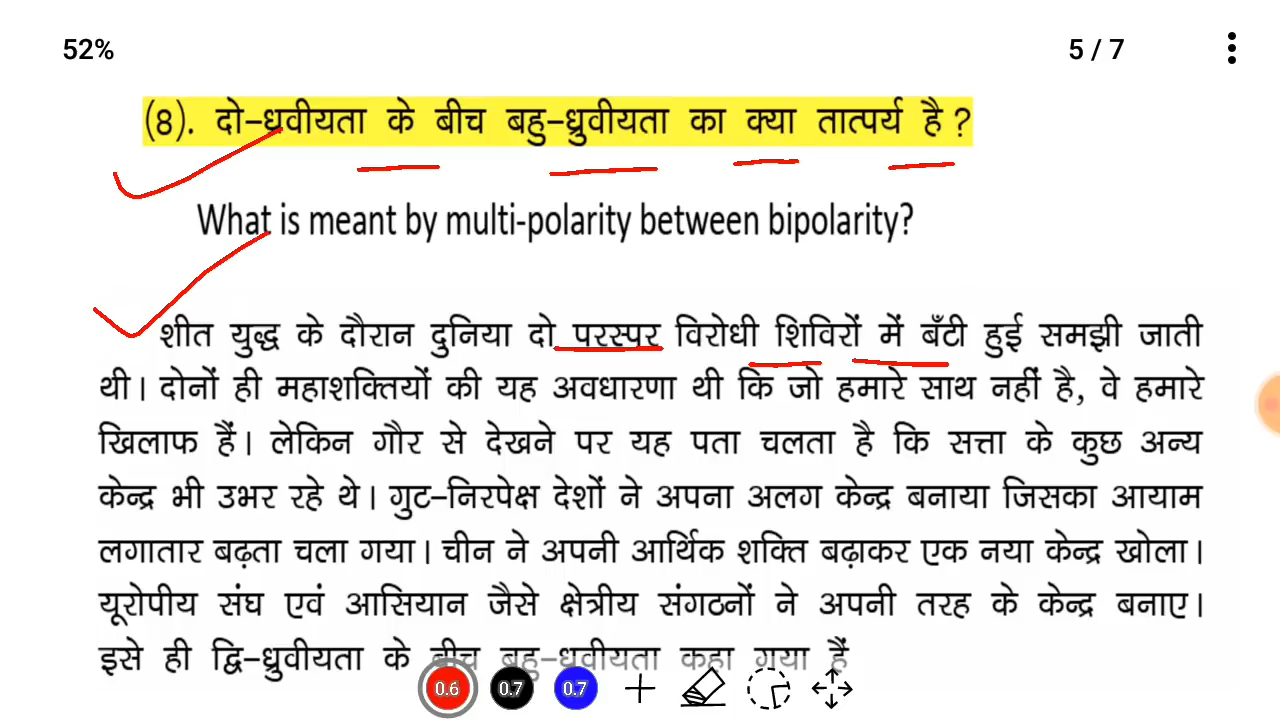 52%
5 / 7
(8). दो-ध्रवीयता के बीच बहु-ध्रुवीयता का क्या तात्पर्य है ?
What is meant by multi-polarity between bipolarity?
शीत युद्ध के दौरान दुनिया दो परस्पर विरोधी शिविरों में बँटी हुई समझी जाती
थी। दोनों ही महाशक्तियों की यह अवधारणा थी कि जो हमारे साथ नहीं है, वे हमारे
खिलाफ हैं। लेकिन गौर से देखने पर यह पता चलता है कि सत्ता के कुछ अन्य
केन्द्र भी उभर रहे थे। गुट-निरपेक्ष देशों ने अपना अलग केन्द्र बनाया जिसका आयाम
लगातार बढ़ता चला गया। चीन ने अपनी आर्थिक शक्ति बढ़ाकर एक नया केन्द्र खोला।
यूरोपीय संघ एवं आसियान जैसे क्षेत्रीय संगठनों ने अपनी तरह के केन्द्र बनाए।
इसे ही द्वि-ध्रुवीयता के बीच बहु-ध्रुवीयता कहा गया हैं
0.6 0.7 0.7